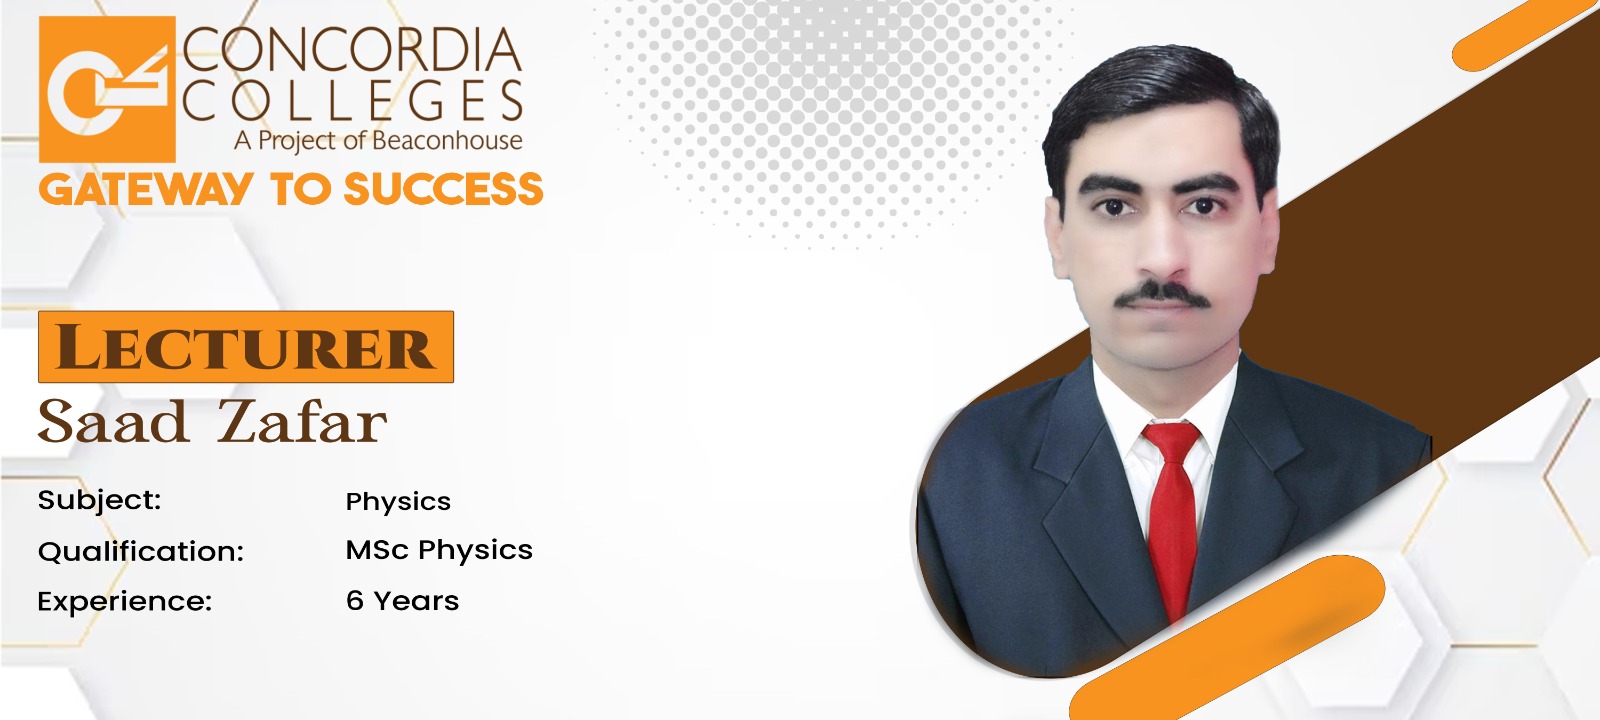 CONCORDIA
COLLEGES
A Project of Beaconhouse
GATEWAY TO SUCCESS
LECTURER
Saad Zafar
Subject: Physics
Qualification: MSc Physics
Experience: 6 Years